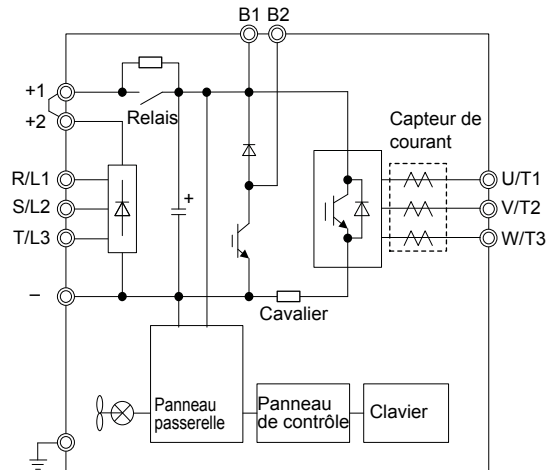 B1 B2
+1
+2
Relais
Capteur de
courant
R/L1
S/L2
T/L3
+
U/T1
V/T2
W/T3
–
Cavalier
Panneau
passerelle
Panneau
de contrôle
Clavier